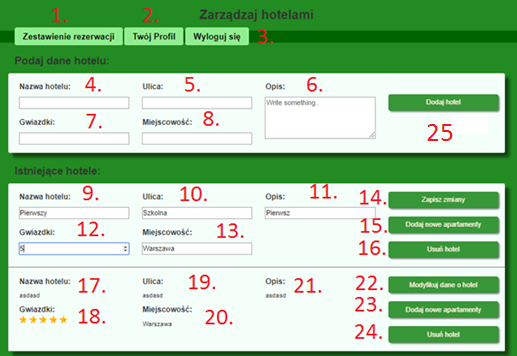 1. 2. Zarządzaj hotelami
Zestawienie rezerwacji Twój Profil Wyloguj się 3.
Podaj dane hotelu:
Nazwa hotelu: 4. Ulica: 5. Opis: 6.
Write something.. Dodaj hotel
Gwiazdki: 7. Miejscowość: 8. 25
Istniejące hotele:
Nazwa hotelu: 9. Ulica: 10. Opis: 11. 14. Zapisz zmiany
Pierwszy Szkolna Pierwsz
15. Dodaj nowe apartamenty
Gwiazdki: 12. Miejscowość: 13.
5 Warszawa 16. Usuń hotel
Nazwa hotelu: 17. Ulica: 19. Opis: 21. 22. Modyfikuj dane o hotel
asdasd asdasd asdasd
Gwiazdki: 18. Miejscowość: 20. 23. Dodaj nowe apartamenty
Warszawa
24. Usuń hotel